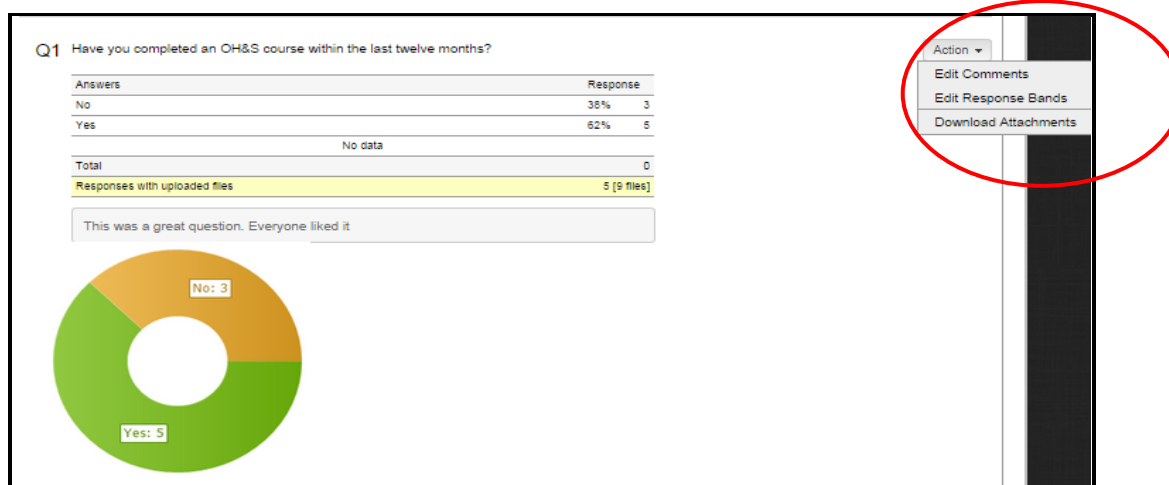 Q1 Have you completed an OH&S course within the last twelve months?
Action
Edit Comments
Edit Response Bands
Download Attachments
Answers Response
No 38% 3
Yes 62% 5
No data
Total 0
Responses with uploaded files 5 [9 files]
This was a great question. Everyone liked it
No: 3
Yes: 5